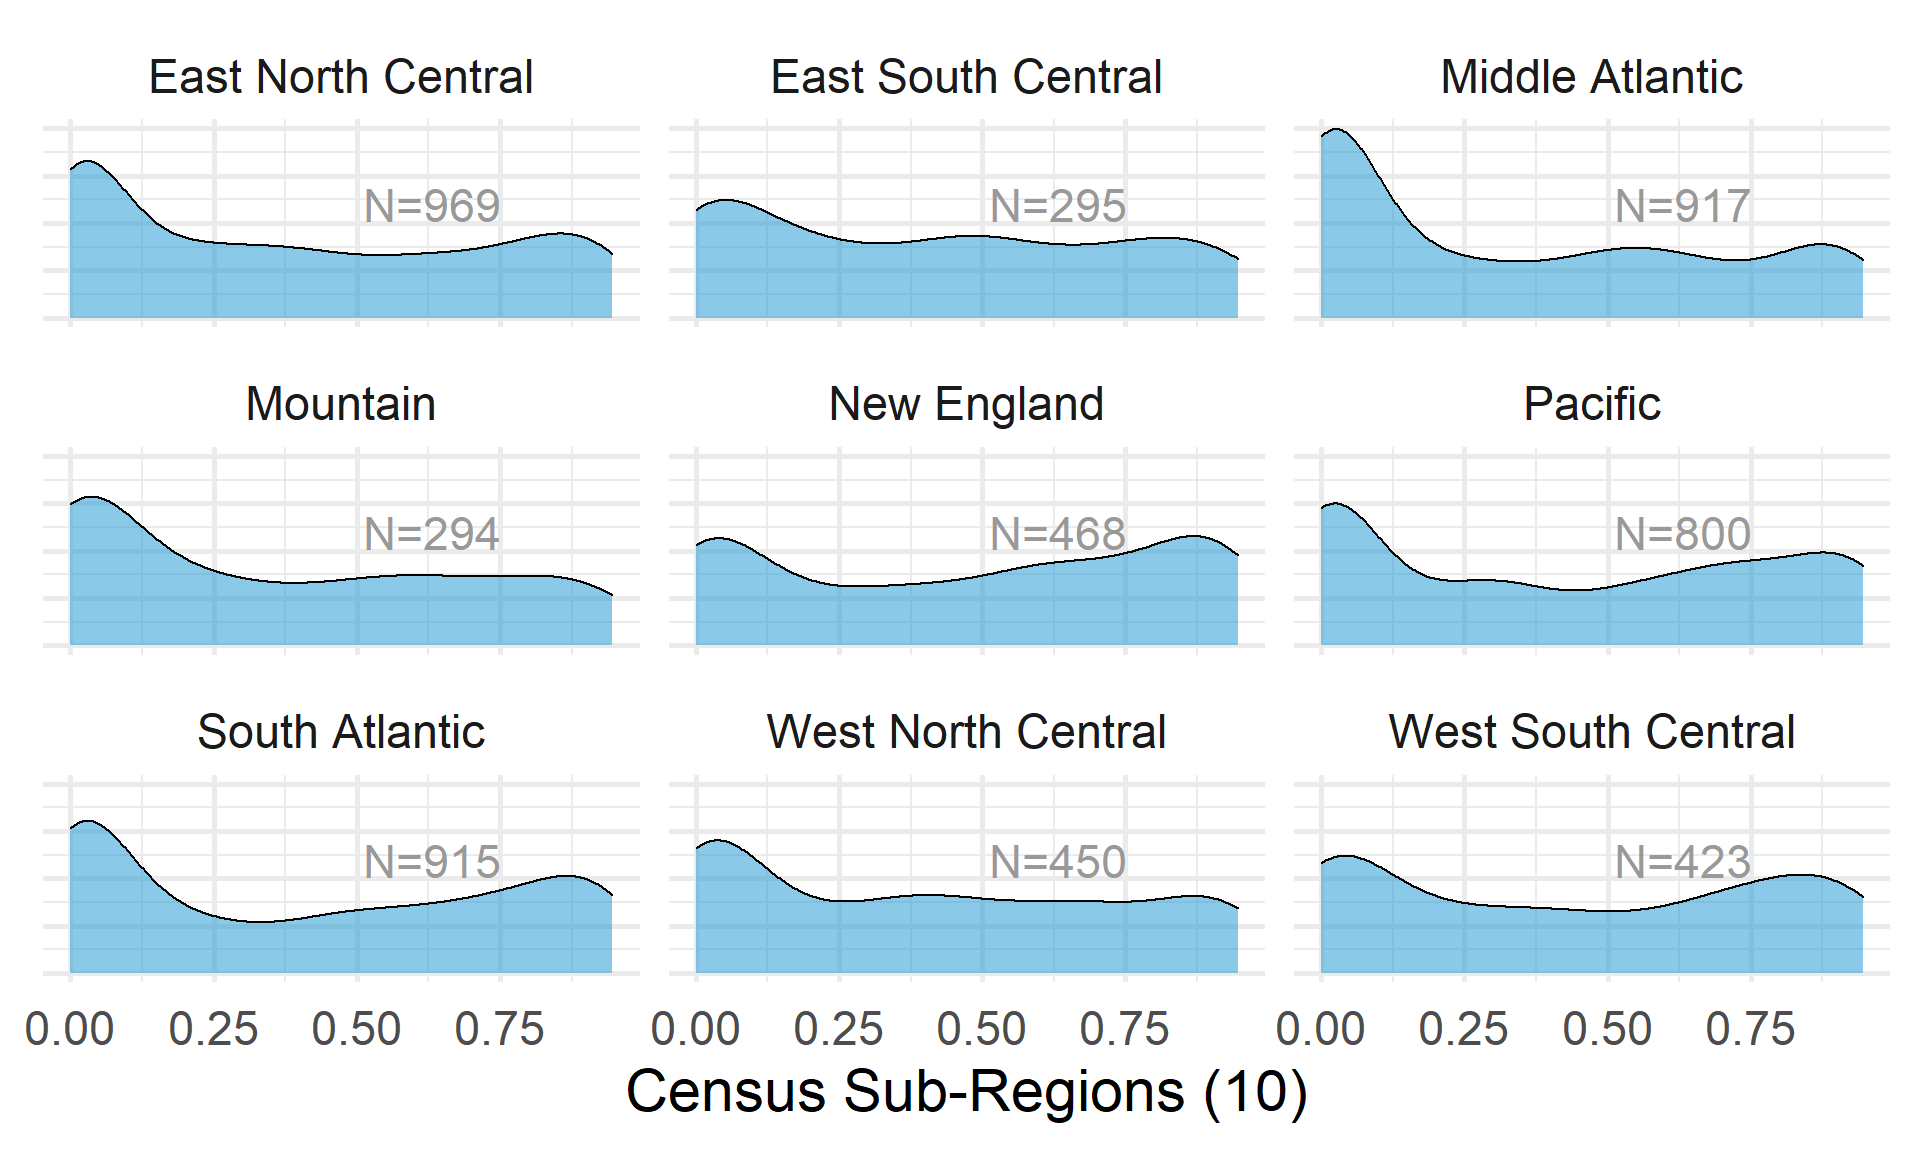 East North Central
East South Central
Middle Atlantic
N=969
N=295
N=917
Mountain
New England
Pacific
N=294
N=468
N=800
South Atlantic
West North Central
West South Central
N=915
N=450
N=423
0.00 0.25 0.50 0.75
0.00 0.25 0.50 0.75
0.00 0.25 0.50 0.75
Census Sub-Regions (10)